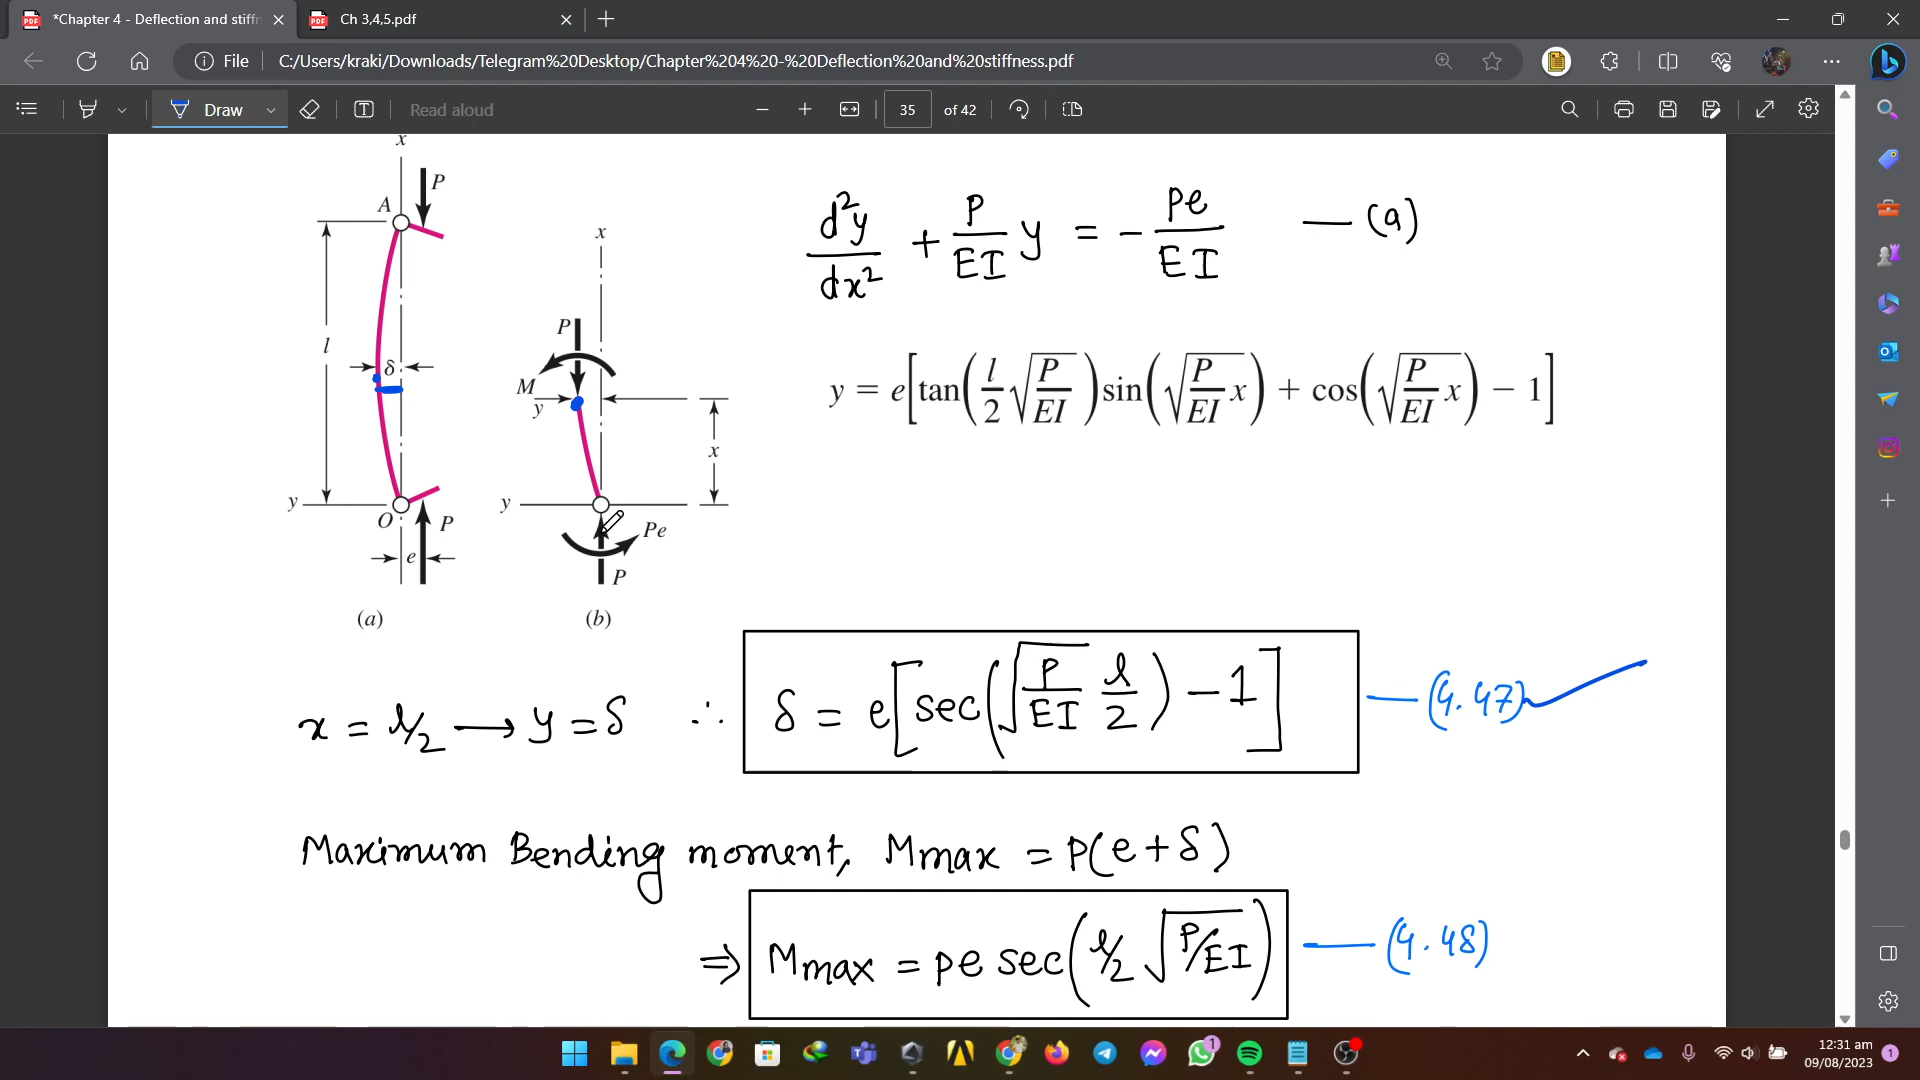 *Chapter 4 - Deflection and stiffn
Ch 3,4,5.pdf
File
C:/Users/kraki/Downloads/Telegram%20Desktop/Chapter%204%20-%20Deflection%20and%20stiffness.pdf
Draw
Read aloud
35 of 42
x
P
A
x
l
δ
P
M
y
x
y
O
P
e
y
Pe
P
(a)
(b)
d²y/dx² + P/EI y = - Pe/EI — (a)
y = e[tan(l/2 √(P/EI)) sin(√(P/EI) x) + cos(√(P/EI) x) − 1]
x = l/2 → y = δ ∴ δ = e[sec(√(P/EI) l/2) − 1] — (4.47)
Maximum Bending moment, Mmax = P(e + δ)
⇒ Mmax = pe sec(l/2 √(P/EI)) — (4.48)
1
12:31 am
09/08/2023
1